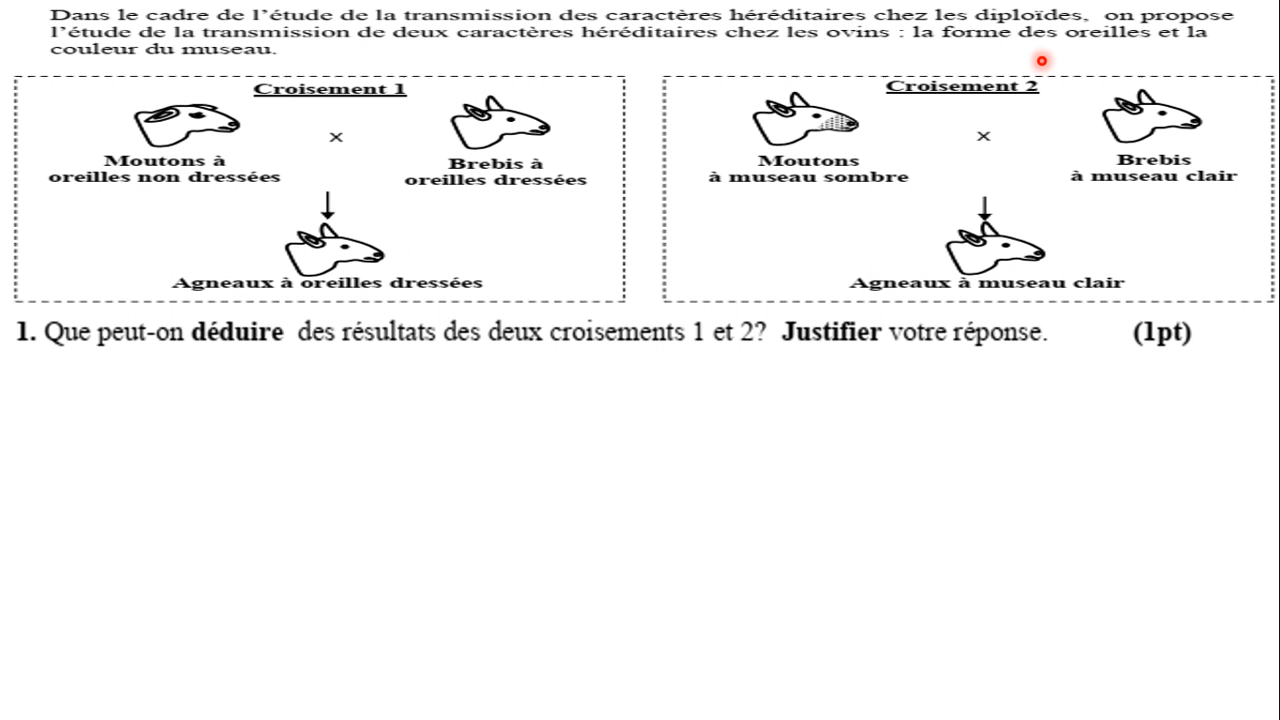 Dans le cadre de l'étude de la transmission des caractères héréditaires chez les diploïdes, on propose
l'étude de la transmission de deux caractères héréditaires chez les ovins : la forme des oreilles et la
couleur du museau.
Croisement 1
×
Moutons à
oreilles non dressées
Brebis à
oreilles dressées
Agneaux à oreilles dressées
Croisement 2
×
Moutons
à museau sombre
Brebis
à museau clair
Agneaux à museau clair
1. Que peut-on déduire des résultats des deux croisements 1 et 2? Justifier votre réponse. (1pt)